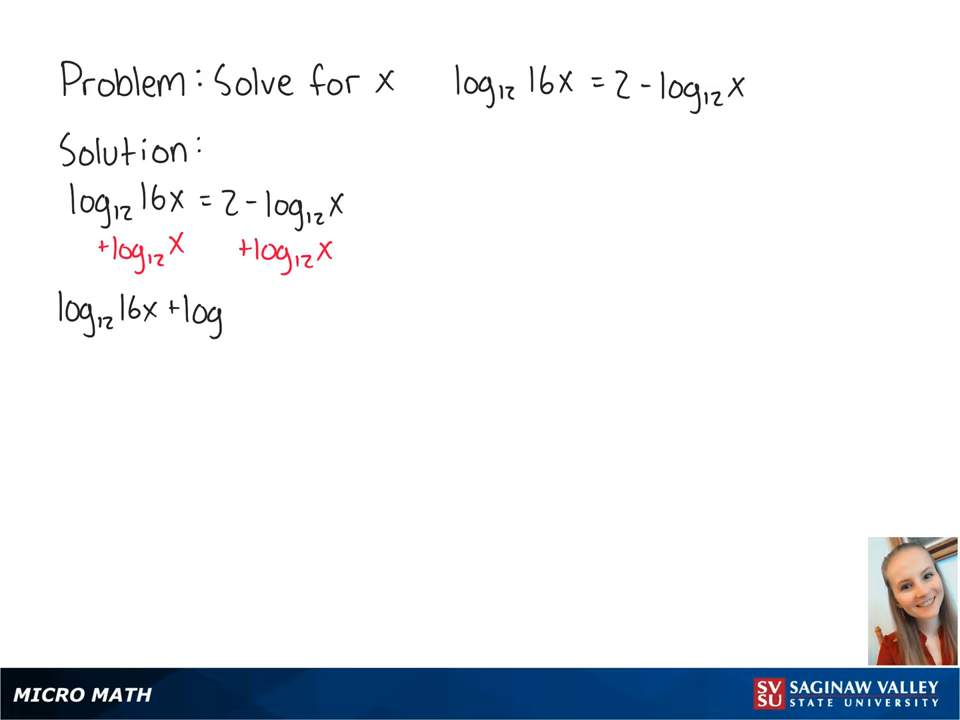 Problem: Solve for x log₁₂ 16x = 2 - log₁₂ x
Solution:
log₁₂ 16x = 2 - log₁₂ x
+log₁₂ x +log₁₂ x
log₁₂ 16x + log
MICRO MATH
SV SU SAGINAW VALLEY STATE UNIVERSITY